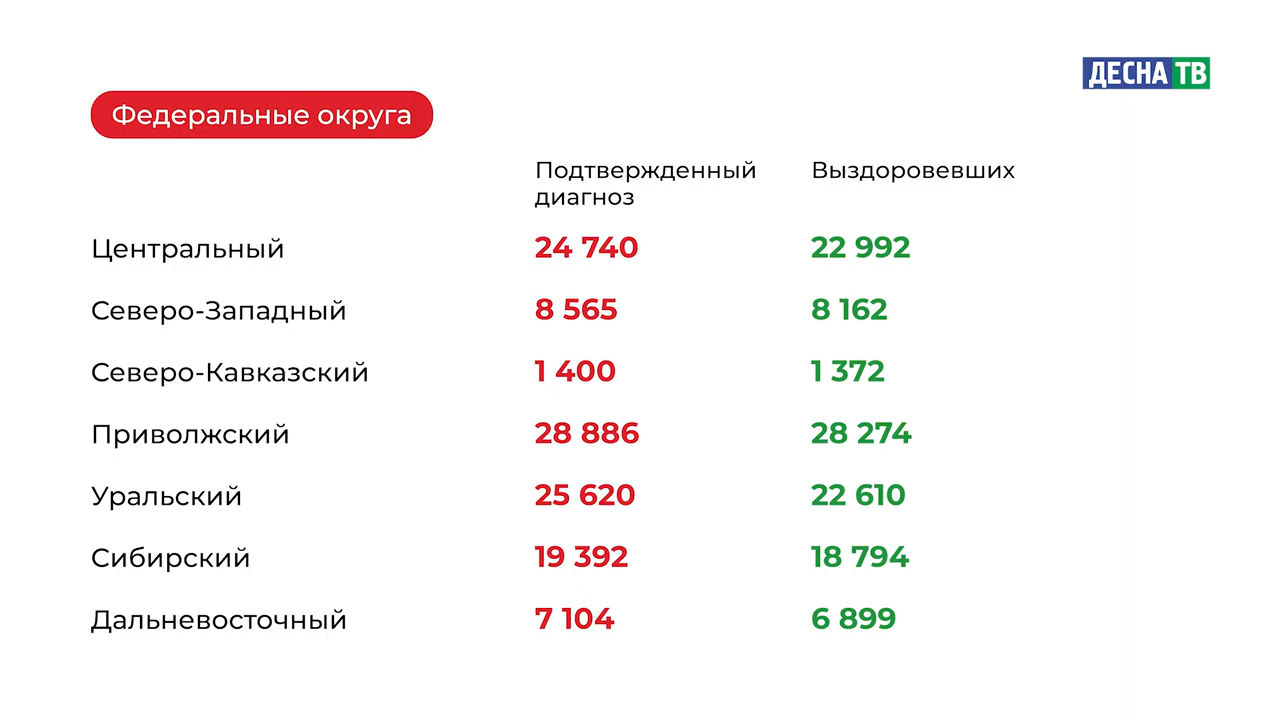 ДЕСНА ТВ
Федеральные округа
Подтвержденный Выздоровевших
диагноз
Центральный 24 740 22 992
Северо-Западный 8 565 8 162
Северо-Кавказский 1 400 1 372
Приволжский 28 886 28 274
Уральский 25 620 22 610
Сибирский 19 392 18 794
Дальневосточный 7 104 6 899